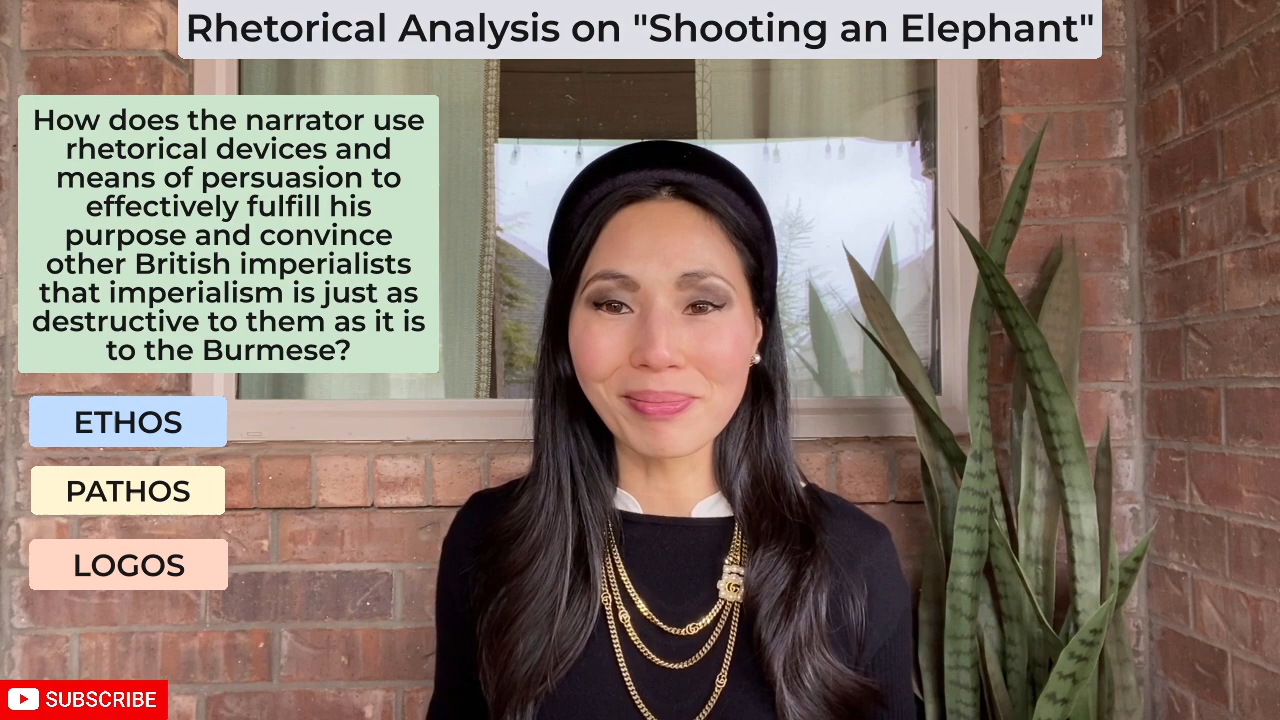 Rhetorical Analysis on "Shooting an Elephant"
How does the narrator use
rhetorical devices and
means of persuasion to
effectively fulfill his
purpose and convince
other British imperialists
that imperialism is just as
destructive to them as it is
to the Burmese?
ETHOS
PATHOS
LOGOS
SUBSCRIBE